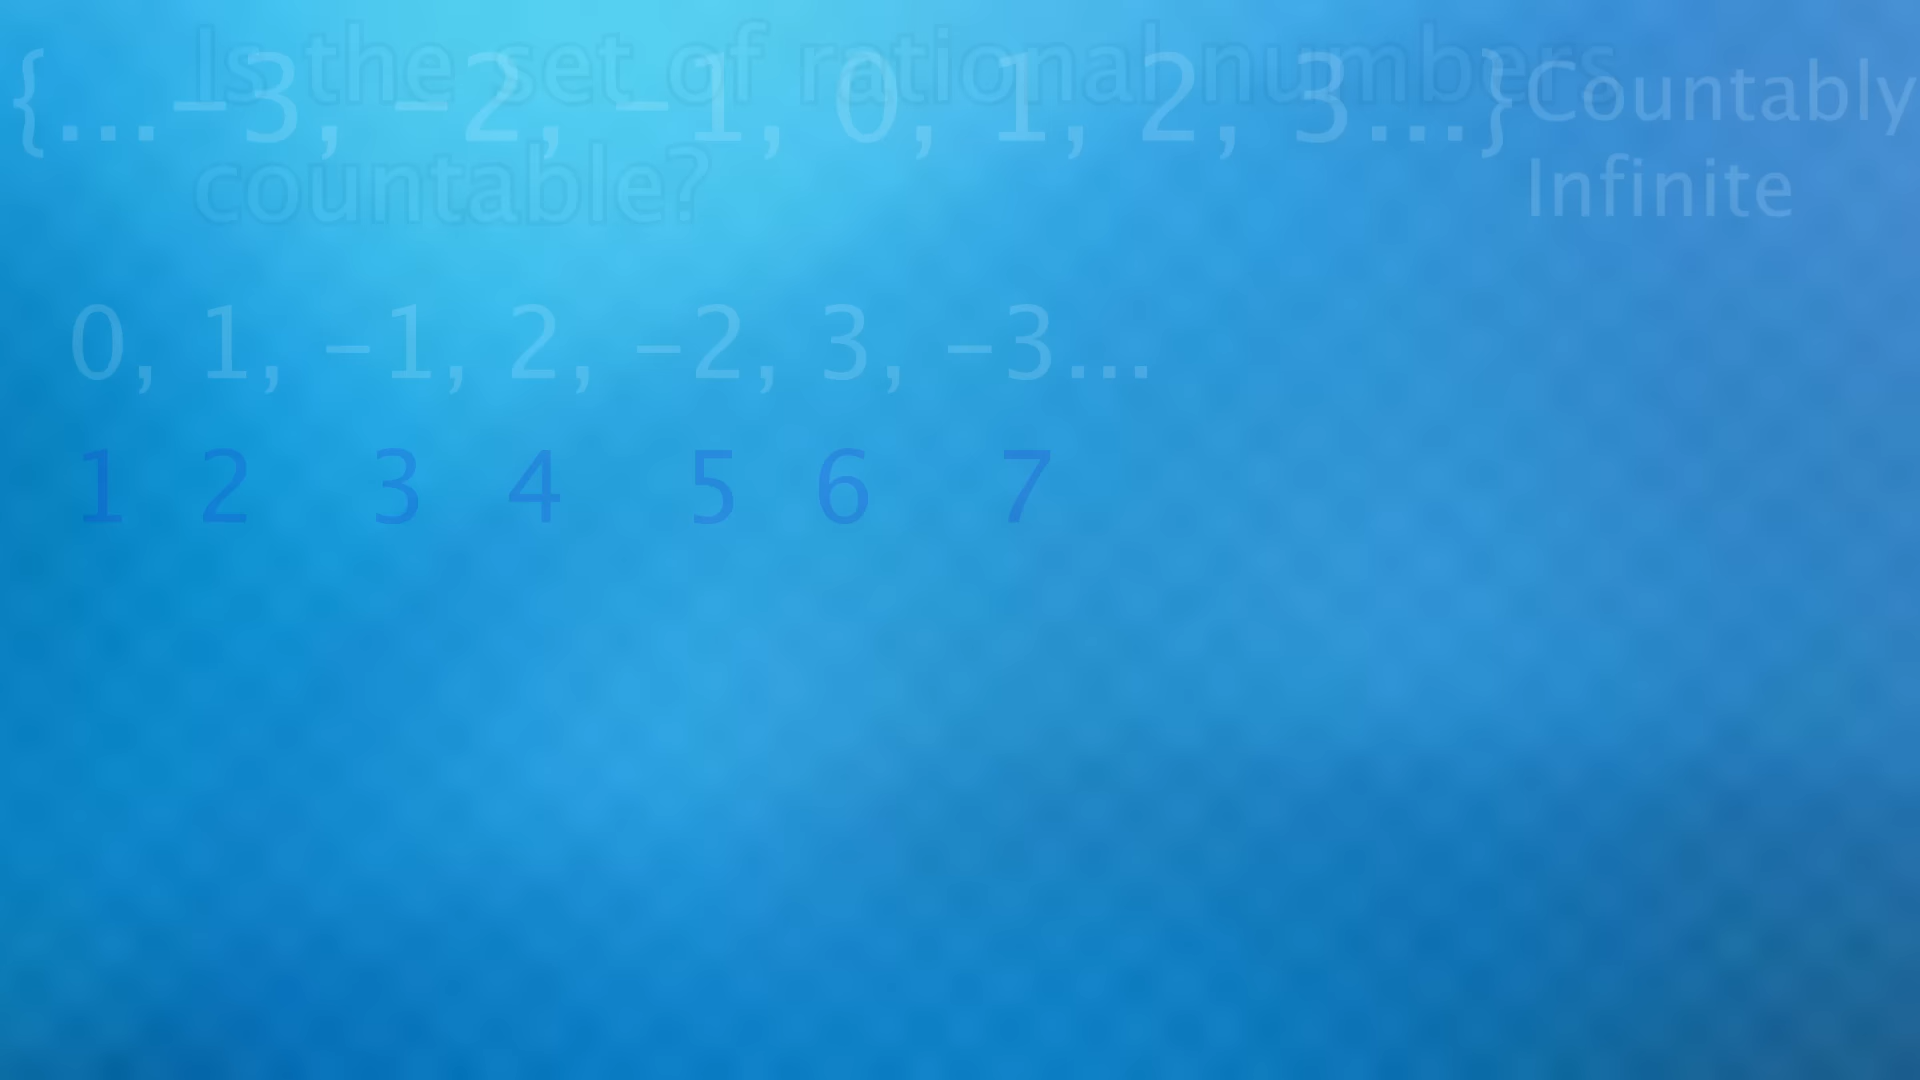 Is the set of rational numbers
countable?
{...−3, −2, −1, 0, 1, 2, 3...}
Countably
Infinite
0, 1, −1, 2, −2, 3, −3...
1 2 3 4 5 6 7